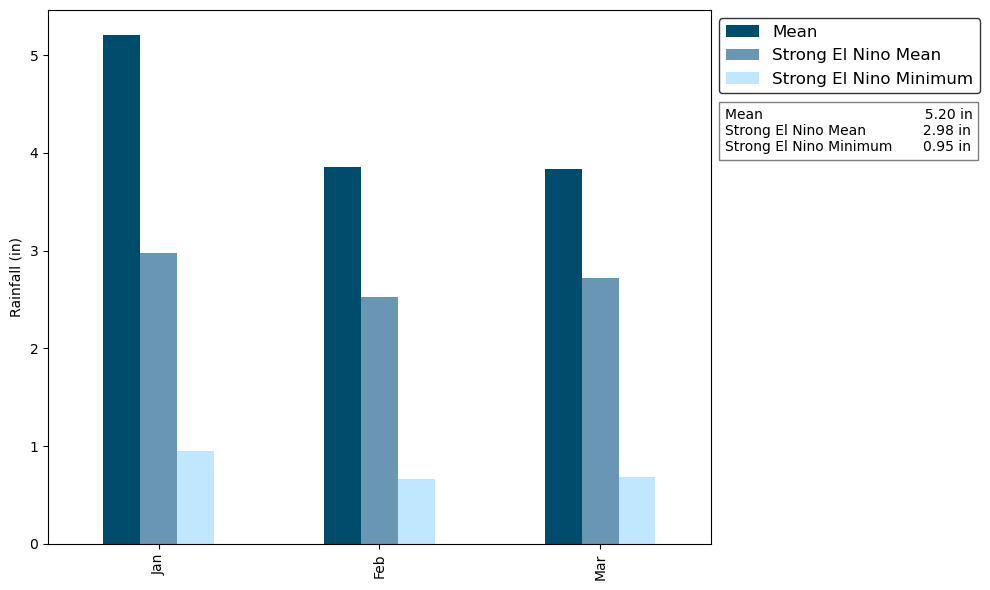 Mean
Strong El Nino Mean
Strong El Nino Minimum
Mean 5.20 in
Strong El Nino Mean 2.98 in
Strong El Nino Minimum 0.95 in
Rainfall (in)
5
4
3
2
1
0
Jan Feb Mar